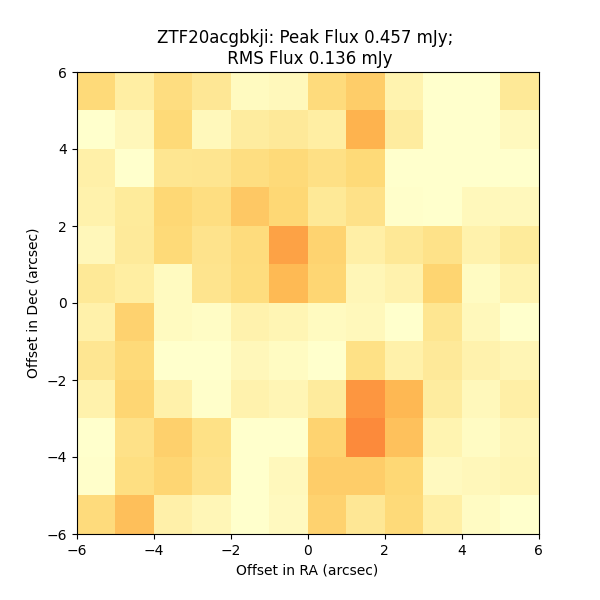 ZTF20acgbkji: Peak Flux 0.457 mJy;
RMS Flux 0.136 mJy
6
4
2
0
−2
−4
−6
Offset in Dec (arcsec)
−6 −4 −2 0 2 4 6
Offset in RA (arcsec)